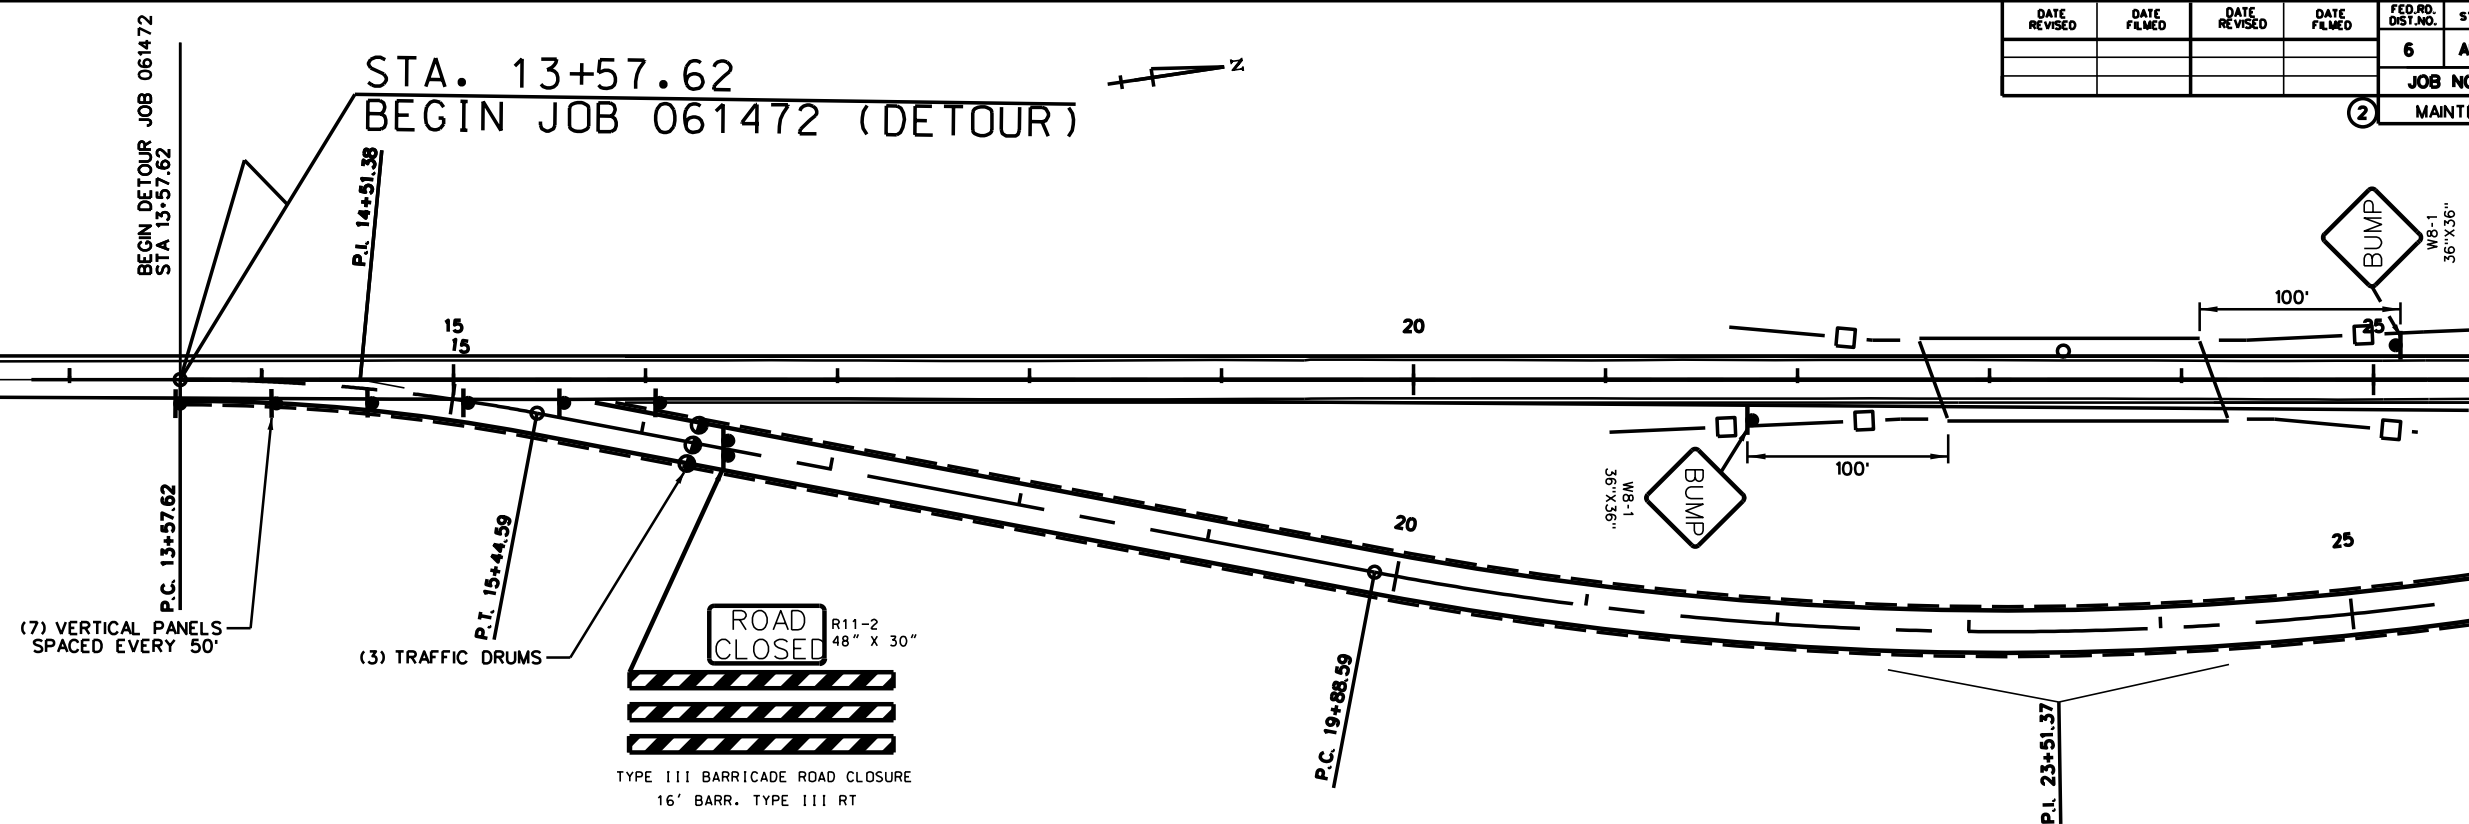 DATE REVISED
DATE FILMED
DATE REVISED
DATE FILMED
FED.RD. DIST.NO.
6
JOB NO
2
MAINT
BEGIN DETOUR JOB 061472
STA 13+57.62
STA. 13+57.62
BEGIN JOB 061472 (DETOUR)
N
P.I. 14+51.38
BUMP
W8-1
36"X36"
100'
15
15
20
25
100'
BUMP
W8-1
36"X36"
20
25
P.C. 13+57.62
P.T. 15+44.59
(7) VERTICAL PANELS
SPACED EVERY 50'
(3) TRAFFIC DRUMS
ROAD
CLOSED
R11-2
48" X 30"
TYPE III BARRICADE ROAD CLOSURE
16' BARR. TYPE III RT
P.C. 19+88.59
P.I. 23+51.37